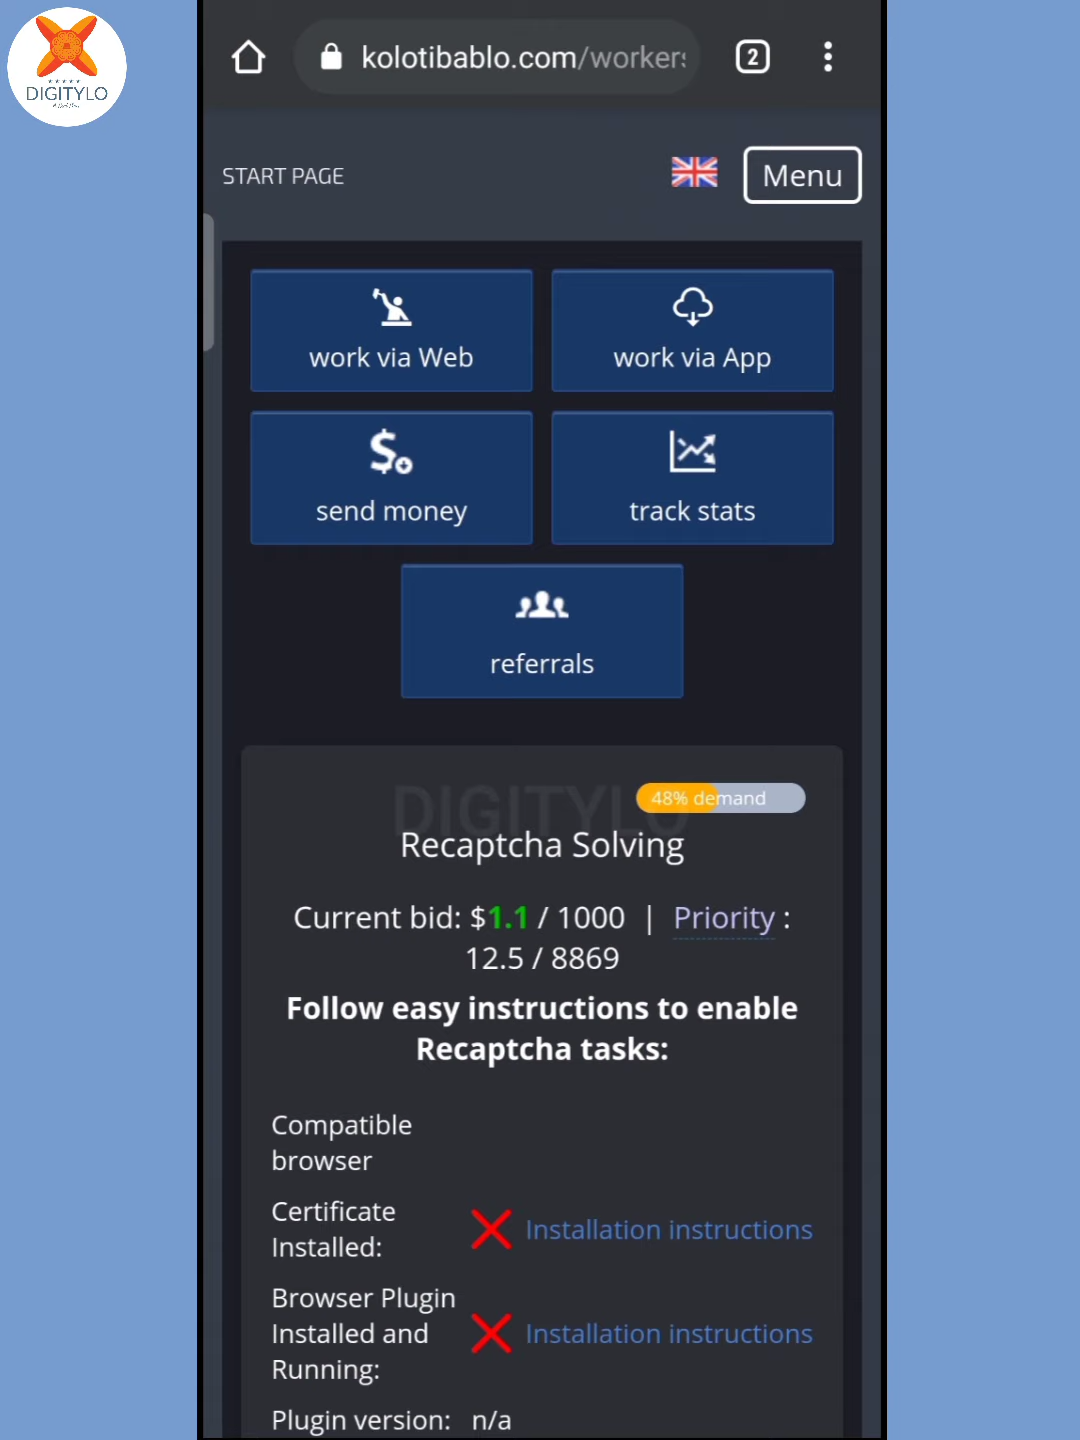 DIGITYLO
kolotibablo.com/workers
2
START PAGE
Menu
work via Web
work via App
send money
track stats
referrals
48% demand
DIGITYLO
Recaptcha Solving
Current bid: $1.1 / 1000 | Priority :
12.5 / 8869
Follow easy instructions to enable
Recaptcha tasks:
Compatible
browser
Certificate
Installed:
Installation instructions
Browser Plugin
Installed and
Running:
Installation instructions
Plugin version: n/a